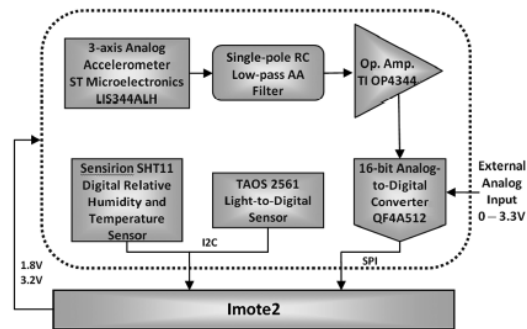 3-axis Analog
Accelerometer
ST Microelectronics
LIS344ALH
Single-pole RC
Low-pass AA
Filter
Op. Amp.
TI OP4344
Sensirion SHT11
Digital Relative
Humidity and
Temperature
Sensor
TAOS 2561
Light-to-Digital
Sensor
16-bit Analog-
to-Digital
Converter
QF4A512
External
Analog
Input
0 – 3.3V
I2C
SPI
1.8V
3.2V
Imote2